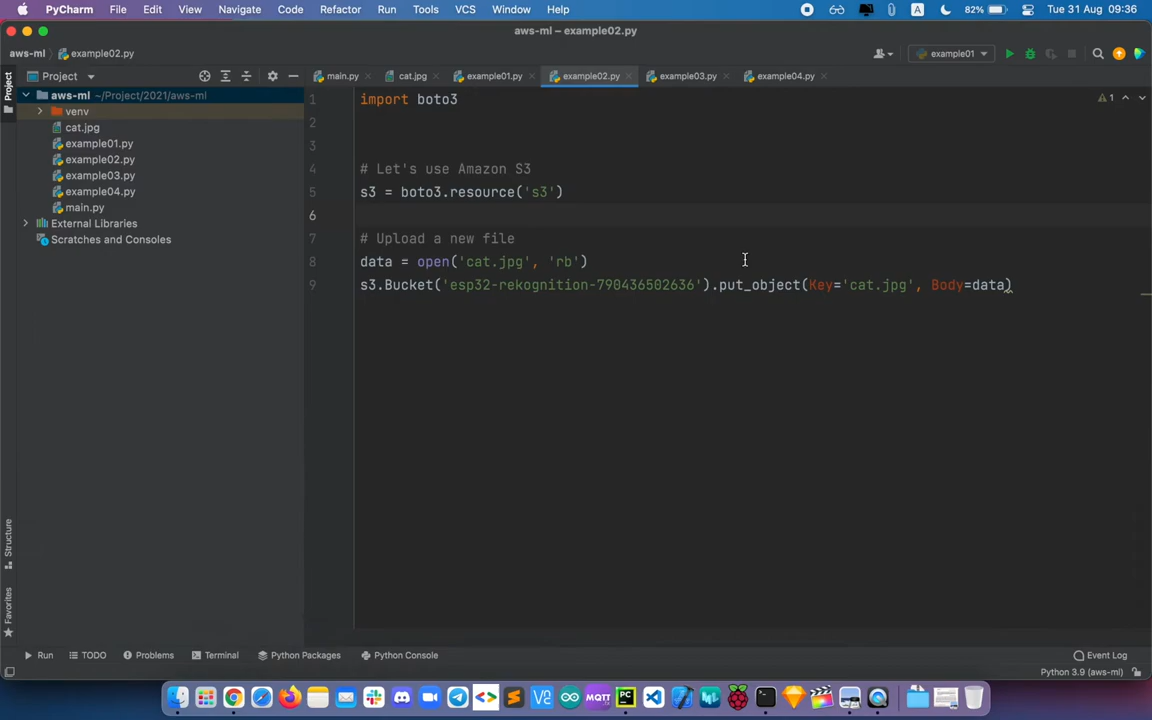 PyCharm File Edit View Navigate Code Refactor Run Tools VCS Window Help
A 82% Tue 31 Aug 09:36
aws-ml – example02.py
aws-ml example02.py
example01
Project
main.py cat.jpg example01.py example02.py example03.py example04.py
Project
aws-ml ~/Project/2021/aws-ml
venv
cat.jpg
example01.py
example02.py
example03.py
example04.py
main.py
External Libraries
Scratches and Consoles
1 import boto3
1
2
3
4 # Let's use Amazon S3
5 s3 = boto3.resource('s3')
6
7 # Upload a new file
8 data = open('cat.jpg', 'rb')
9 s3.Bucket('esp32-rekognition-790436502636').put_object(Key='cat.jpg', Body=data)
Structure
Favorites
Run TODO Problems Terminal Python Packages Python Console Event Log
Python 3.9 (aws-ml)
VE MQTT PC ML